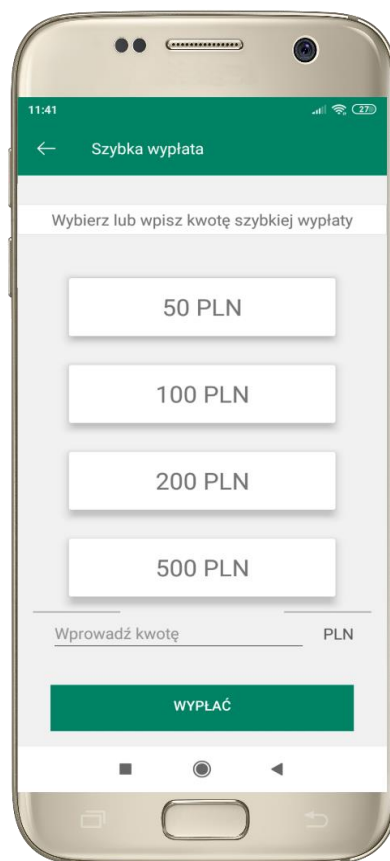 11:41
27
Szybka wypłata
Wybierz lub wpisz kwotę szybkiej wypłaty
50 PLN
100 PLN
200 PLN
500 PLN
Wprowadź kwotę PLN
WYPŁAĆ